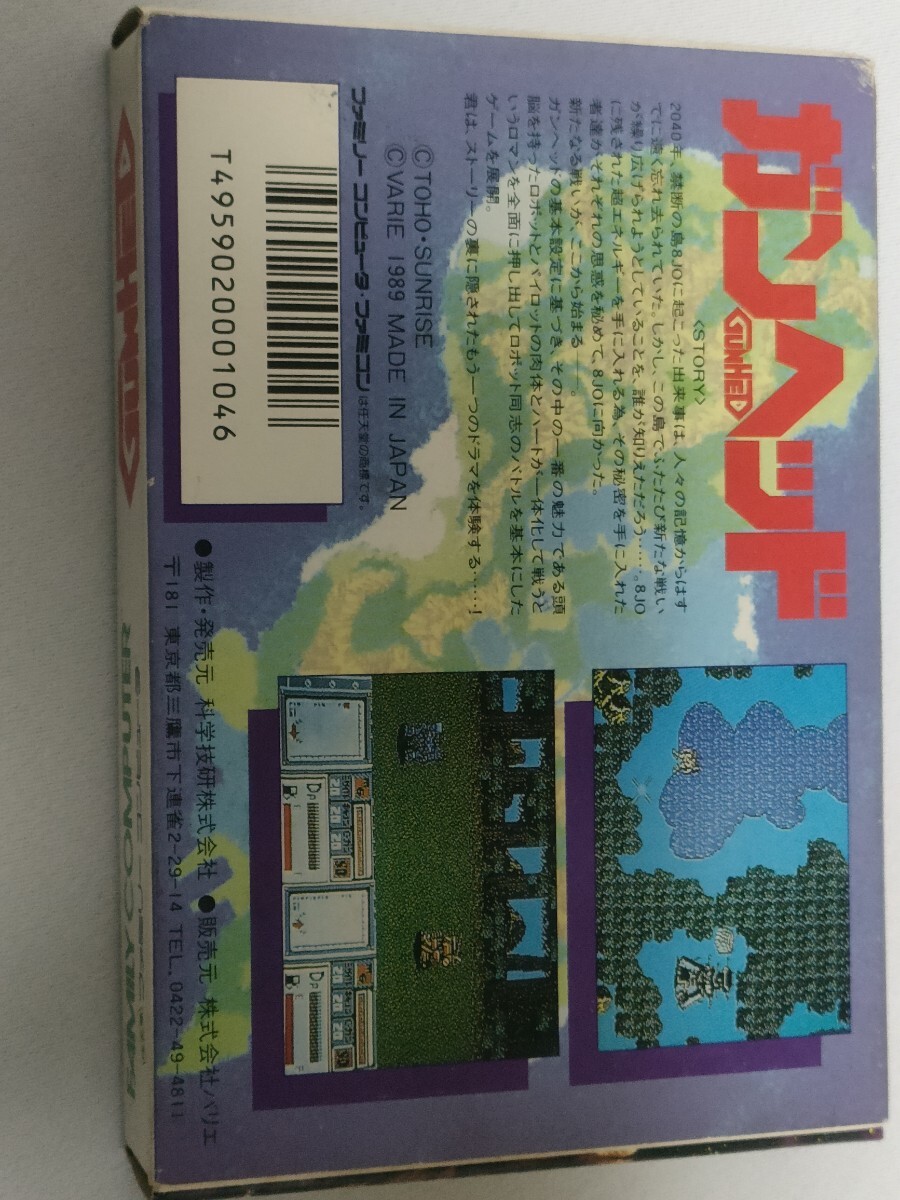 ガンヘッド
GUNHED
〈STORY〉
2040年、禁断の島8JOに起こった出来事は、人々の記憶からはす
でに遠く忘れ去られていた。しかし、この島でふたたび新たな戦い
が繰り広げられようとしていることを、誰が知りえただろう……。8JO
に残された超エネルギーを手に入れる為、その秘密を手に入れた
者達がそれぞれの思惑を秘めて、8JOに向かった。
新たなる戦いが、ここから始まる――。
ガンヘッドの基本設定に基づき、その中の一番の魅力である頭
脳を持ったロボットとパイロットの肉体とハートが一体化して戦うと
いうロマンを全面に押し出してロボット同志のバトルを基本にした
ゲームを展開。
君は、ストーリーの裏に隠されたもう一つのドラマを体験する……!
©TOHO・SUNRISE
©VARIE 1989 MADE IN JAPAN
ファミリーコンピュータ・ファミコンは任天堂の商標です。
T4959020001046
●製作・発売元 科学技研株式会社 ●販売元 株式会社バリエ
〒181 東京都三鷹市下連雀2-29-14 TEL,0422-49-4811
GUNHED
FAMILY COMPUTER